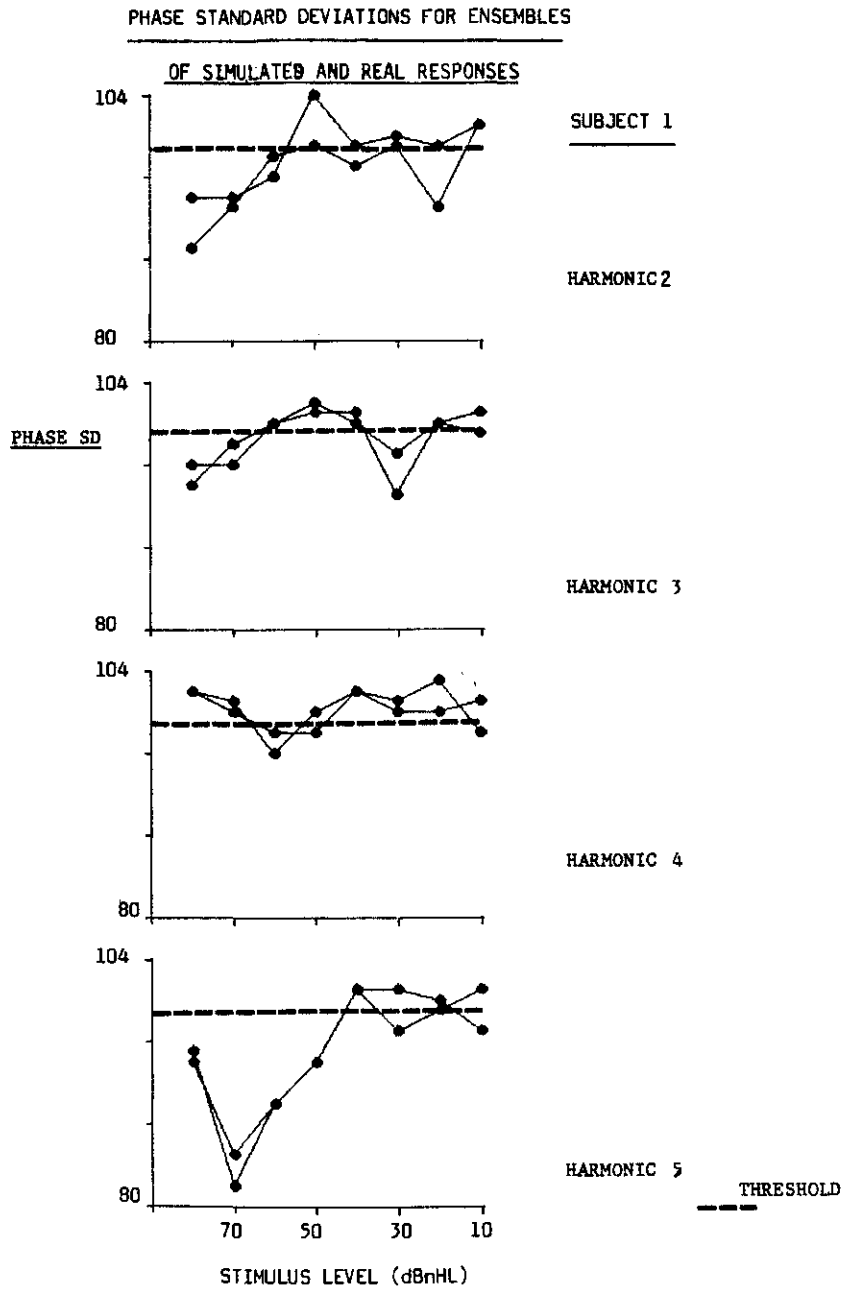 PHASE STANDARD DEVIATIONS FOR ENSEMBLES
OF SIMULATED AND REAL RESPONSES
SUBJECT 1
104
HARMONIC 2
80
104
PHASE SD
HARMONIC 3
80
104
HARMONIC 4
80
104
HARMONIC 5
80
THRESHOLD
70 50 30 10
STIMULUS LEVEL (dBnHL)